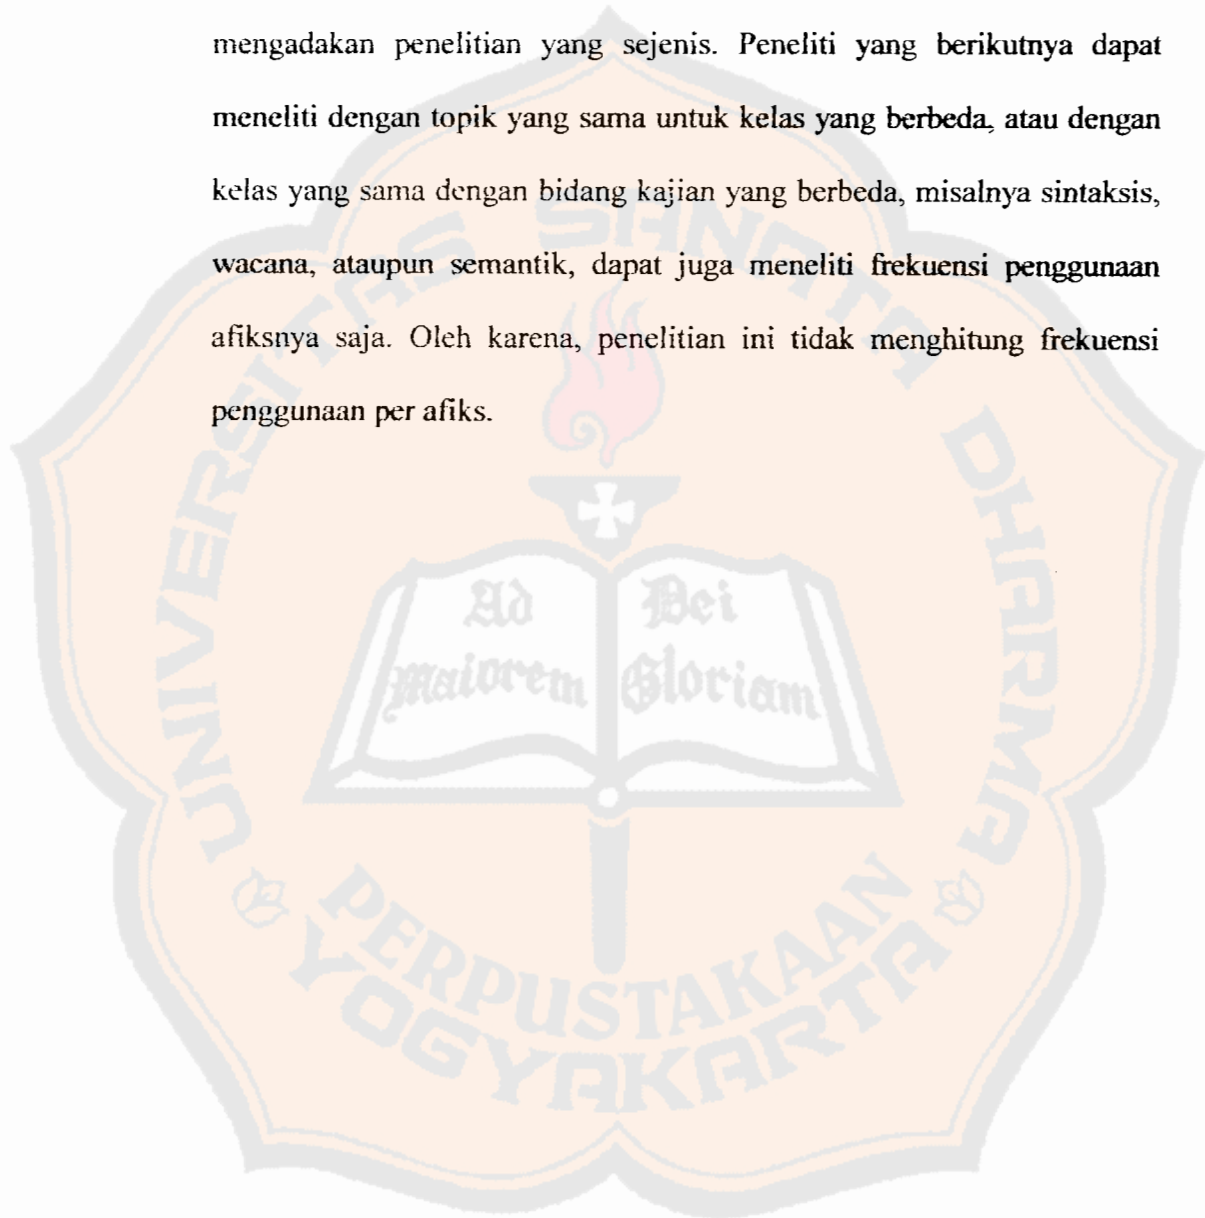 mengadakan penelitian yang sejenis. Peneliti yang berikutnya dapat
meneliti dengan topik yang sama untuk kelas yang berbeda, atau dengan
kelas yang sama dengan bidang kajian yang berbeda, misalnya sintaksis,
wacana, ataupun semantik, dapat juga meneliti frekuensi penggunaan
afiksnya saja. Oleh karena, penelitian ini tidak menghitung frekuensi
penggunaan per afiks.
UNIVERSITAS SANATA DHARMA
Ad Dei
Maiorem Gloriam
PERPUSTAKAAN
YOGYAKARTA